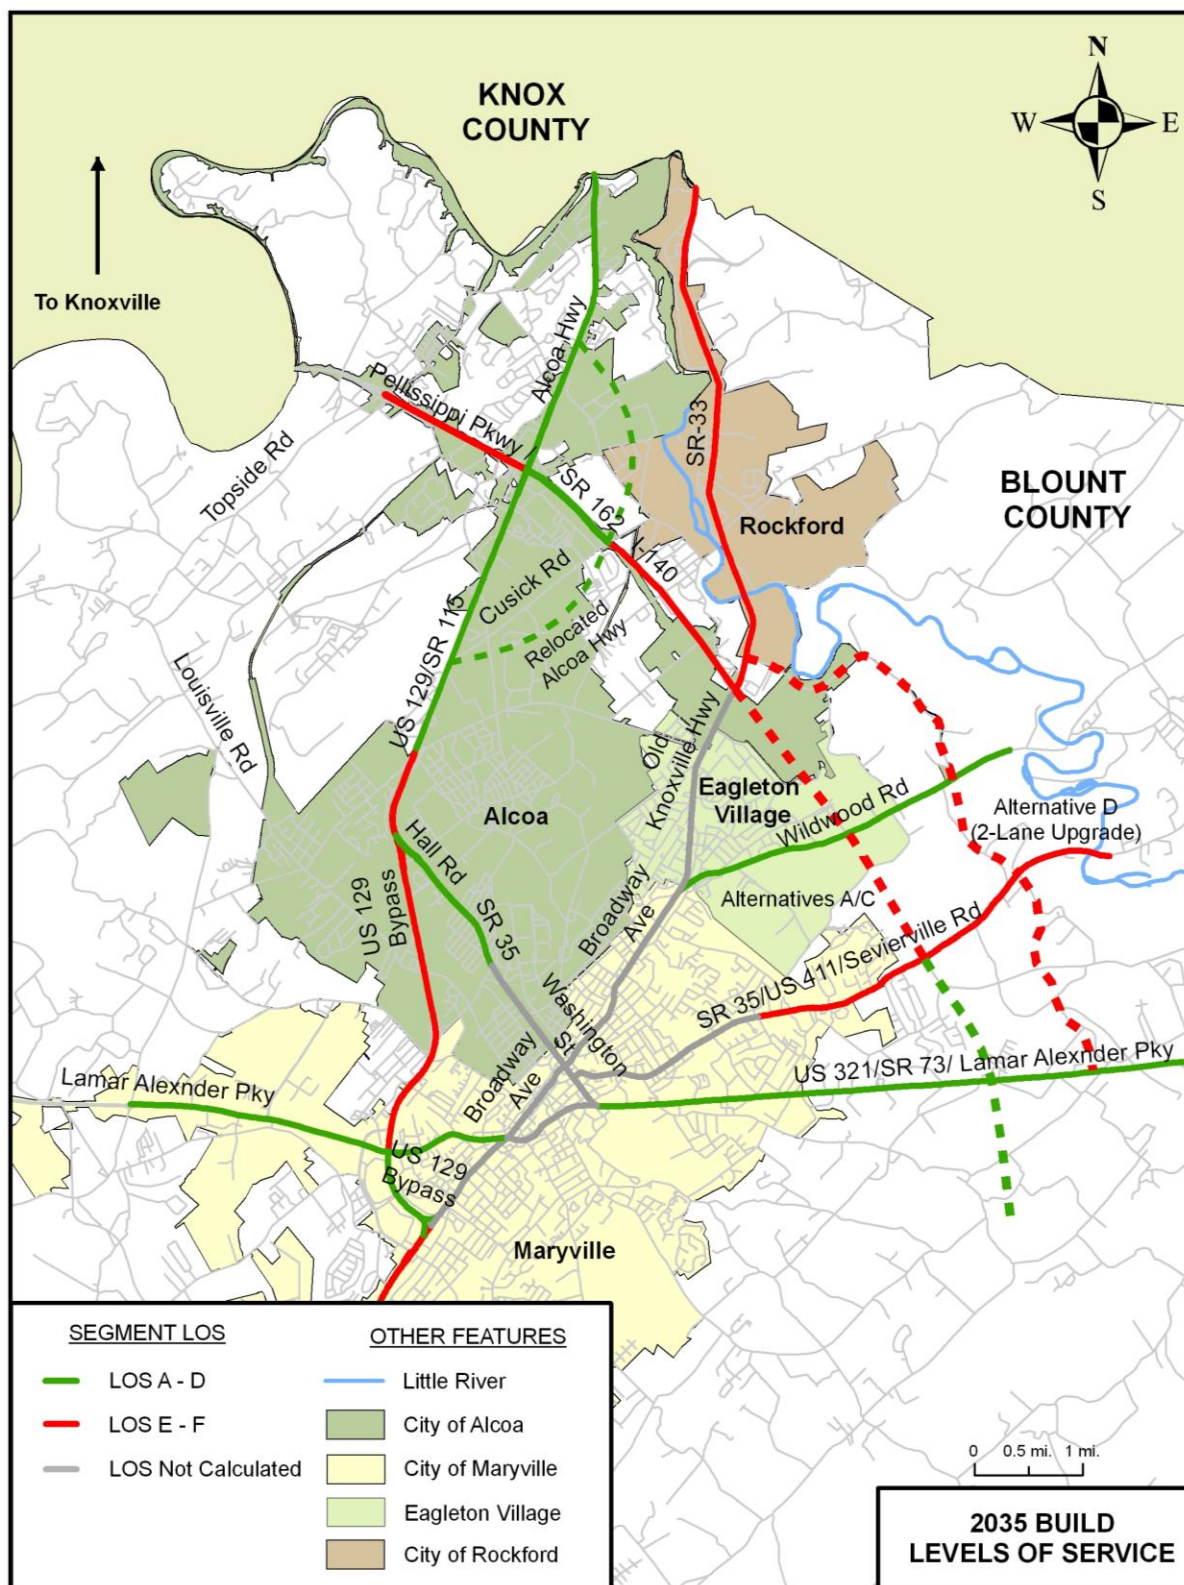 KNOX
COUNTY
N
W
E
S
To Knoxville
Alcoa Hwy
Pellissippi Pkwy
Topside Rd
SR-33
BLOUNT
COUNTY
SR 162
I-140
Rockford
Cusick Rd
Relocated
Alcoa Hwy
US 129/SR 115
Louisville Rd
Old
Knoxville Hwy
Eagleton
Village
Wildwood Rd
Alternative D
(2-Lane Upgrade)
Alcoa
Hall Rd
SR 35
US 129
Bypass
Broadway
Ave
Alternatives A/C
SR 35/US 411/Sevierville Rd
Washington
St
Broadway
Ave
US 321/SR 73/ Lamar Alexnder Pky
Lamar Alexnder Pky
US 129
Bypass
Maryville
SEGMENT LOS
LOS A - D
LOS E - F
LOS Not Calculated
OTHER FEATURES
Little River
City of Alcoa
City of Maryville
Eagleton Village
City of Rockford
0 0.5 mi. 1 mi.
2035 BUILD
LEVELS OF SERVICE